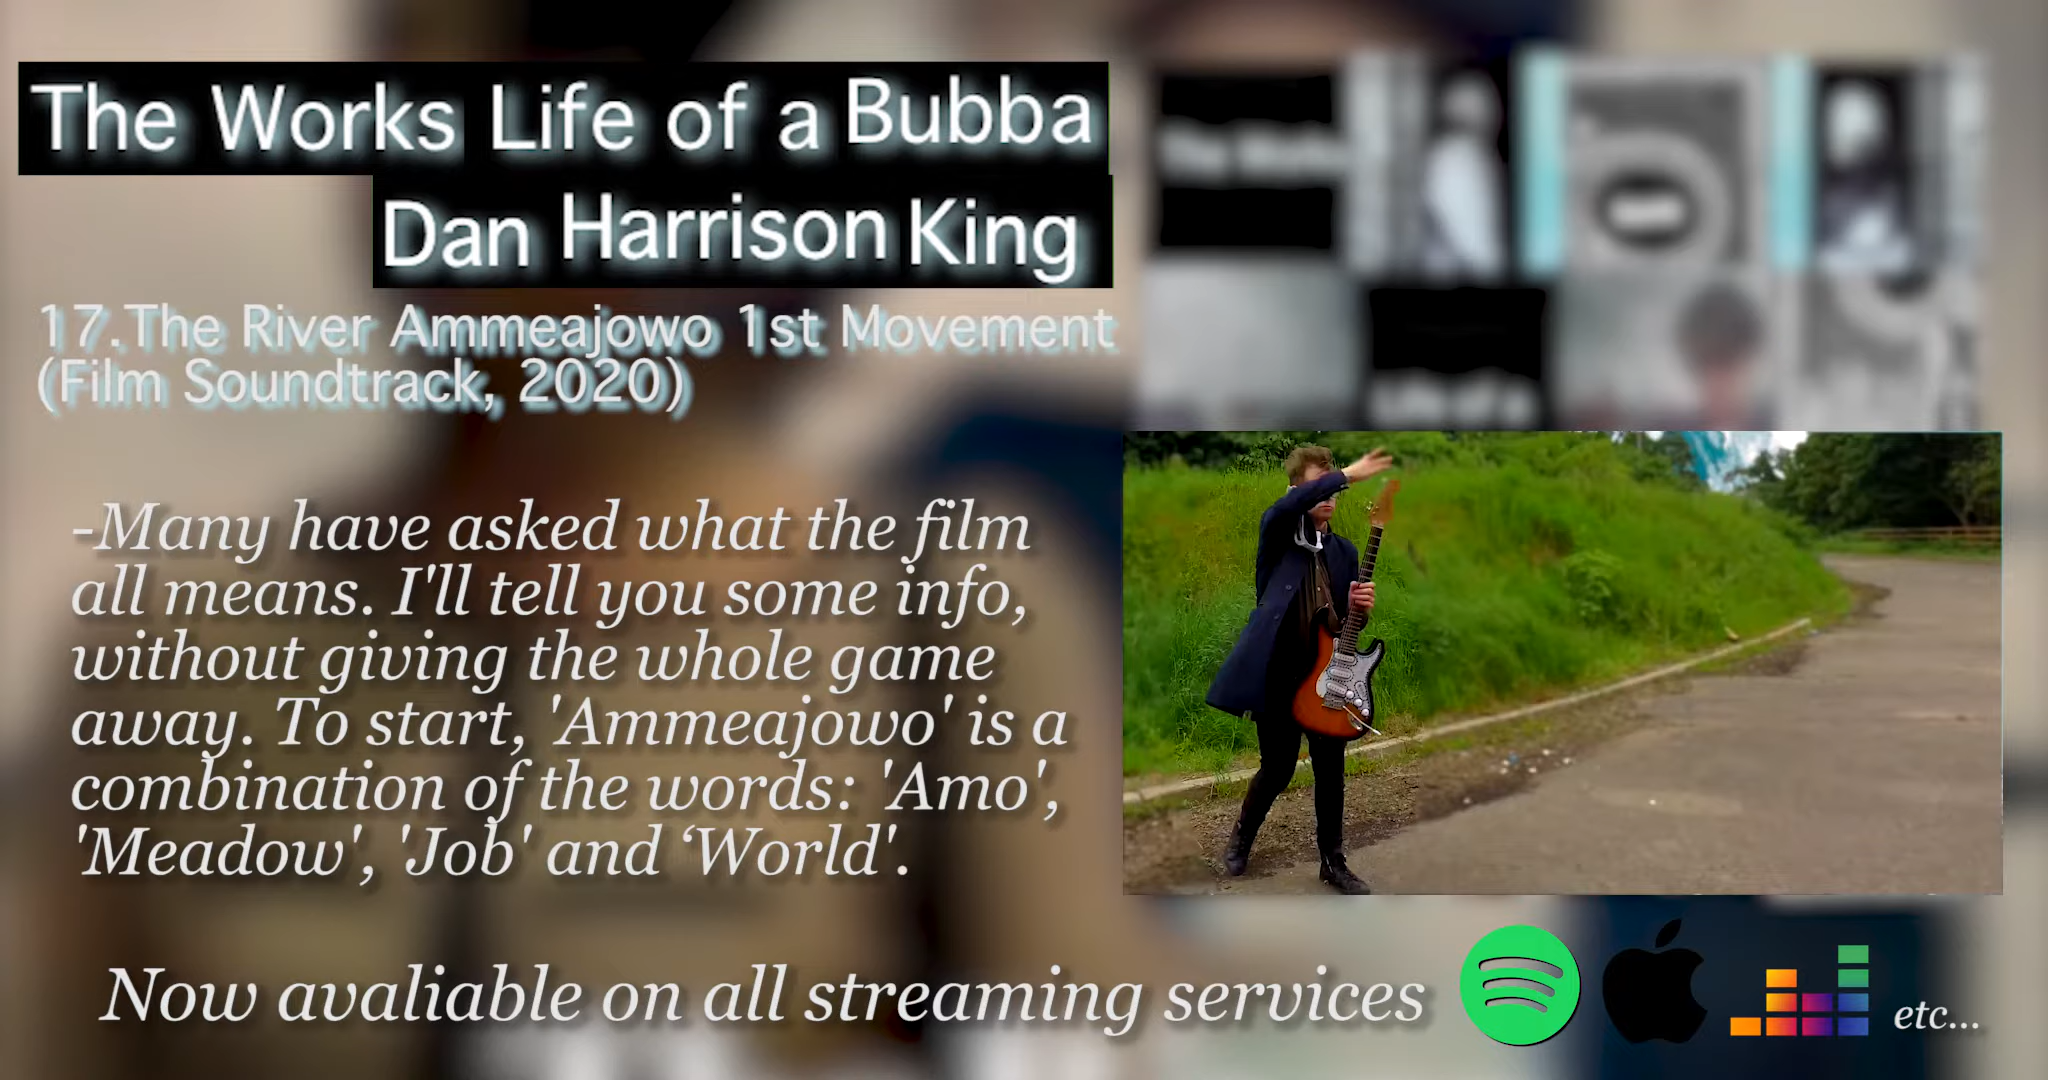 The Works Life of a Bubba
Dan Harrison King
17.The River Ammeajowo 1st Movement
(Film Soundtrack, 2020)
-Many have asked what the film
all means. I'll tell you some info,
without giving the whole game
away. To start, 'Ammeajowo' is a
combination of the words: 'Amo',
'Meadow', 'Job' and ‘World'.
Now avaliable on all streaming services
etc...